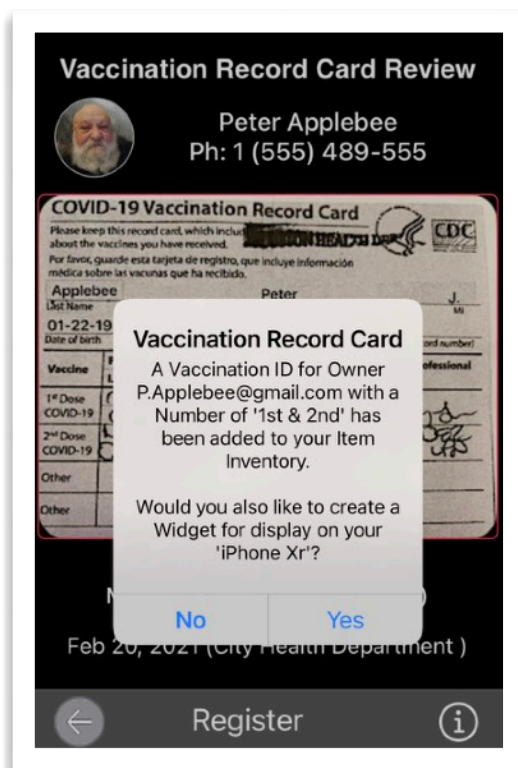 Vaccination Record Card Review
Peter Applebee
Ph: 1 (555) 489-555
COVID-19 Vaccination Record Card
Please keep this record card, which includ
about the vaccines you have received.
HEALTH
CDC
Por favor, guarde esta tarjeta de registro, que incluye información
médica sobre las vacunas que ha recibido.
Applebee Peter J.
Last Name MI
01-22-19
Date of birth ord number)
Vaccine ofessional
1st Dose
COVID-19
2nd Dose
COVID-19
Other
Other
Vaccination Record Card
A Vaccination ID for Owner
P.Applebee@gmail.com with a
Number of '1st & 2nd' has
been added to your Item
Inventory.
Would you also like to create a
Widget for display on your
'iPhone Xr'?
No Yes
Feb 20, 2021 (City Health Department )
Register